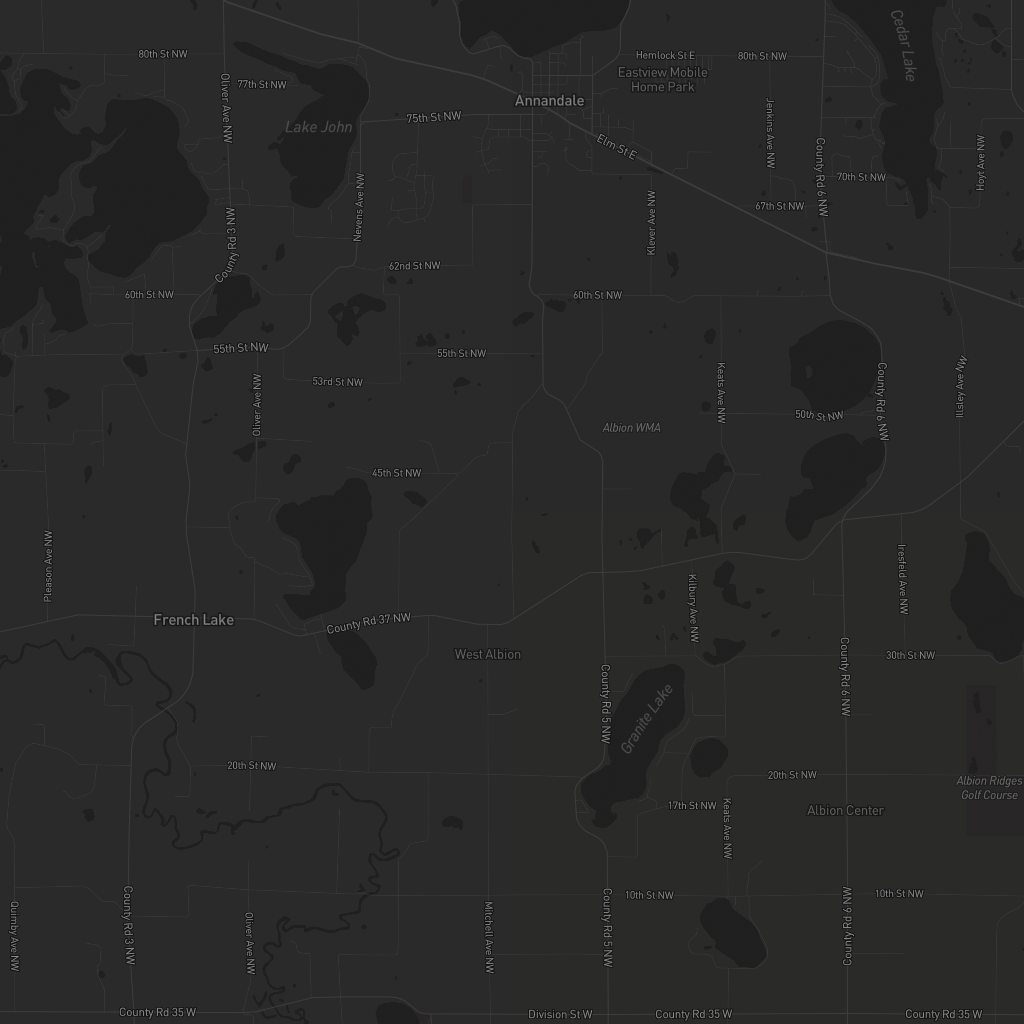 80th St NW
Hemlock St E
80th St NW
Cedar Lake
Eastview Mobile
Home Park
77th St NW
Oliver Ave NW
Annandale
75th St NW
Lake John
Jenkins Ave NW
Elm St E
Hoyt Ave NW
County Rd 6 NW
70th St NW
Nevens Ave NW
67th St NW
Klever Ave NW
County Rd 3 NW
62nd St NW
60th St NW
60th St NW
55th St NW
55th St NW
53rd St NW
Oliver Ave NW
Keats Ave NW
County Rd 6 NW
Illsley Ave NW
50th St NW
Albion WMA
45th St NW
Pleason Ave NW
Iresfeld Ave NW
Kilbury Ave NW
French Lake
County Rd 37 NW
West Albion
30th St NW
County Rd 5 NW
County Rd 6 NW
Granite Lake
20th St NW
20th St NW
Albion Ridges
Golf Course
17th St NW
Albion Center
Keats Ave NW
10th St NW
10th St NW
Quimby Ave NW
County Rd 3 NW
Oliver Ave NW
Mitchell Ave NW
County Rd 5 NW
County Rd 6 NW
County Rd 35 W
Division St W
County Rd 35 W
County Rd 35 W